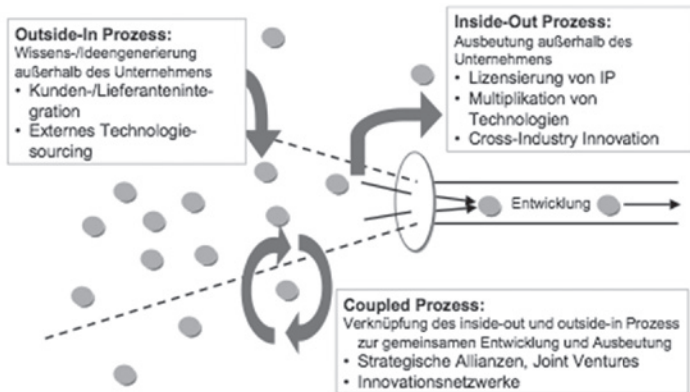 Outside-In Prozess:
Wissens-/Ideengenerierung
außerhalb des Unternehmens
• Kunden-/Lieferanteninte-
gration
• Externes Technologie-
sourcing
Inside-Out Prozess:
Ausbeutung außerhalb des
Unternehmens
• Lizensierung von IP
• Multiplikation von
Technologien
• Cross-Industry Innovation
Entwicklung
Coupled Prozess:
Verknüpfung des inside-out und outside-in Prozess
zur gemeinsamen Entwicklung und Ausbeutung
• Strategische Allianzen, Joint Ventures
• Innovationsnetzwerke